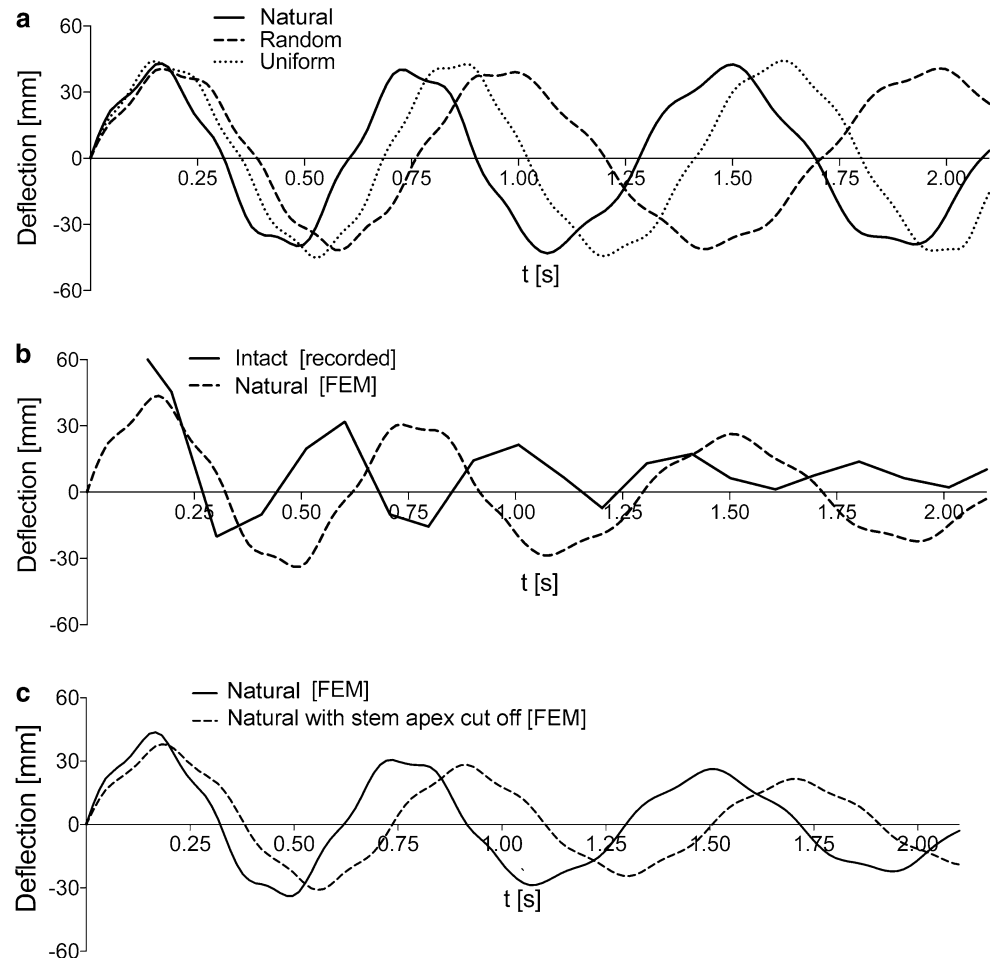 a
Natural
Random
Uniform
Deflection [mm]
60
30
0
-30
-60
0.25 0.50 0.75 1.00 1.25 1.50 1.75 2.00
t [s]
b
Intact [recorded]
Natural [FEM]
Deflection [mm]
60
30
0
-30
-60
0.25 0.50 0.75 1.00 1.25 1.50 1.75 2.00
t [s]
c
Natural [FEM]
Natural with stem apex cut off [FEM]
Deflection [mm]
60
30
0
-30
-60
0.25 0.50 0.75 1.00 1.25 1.50 1.75 2.00
t [s]